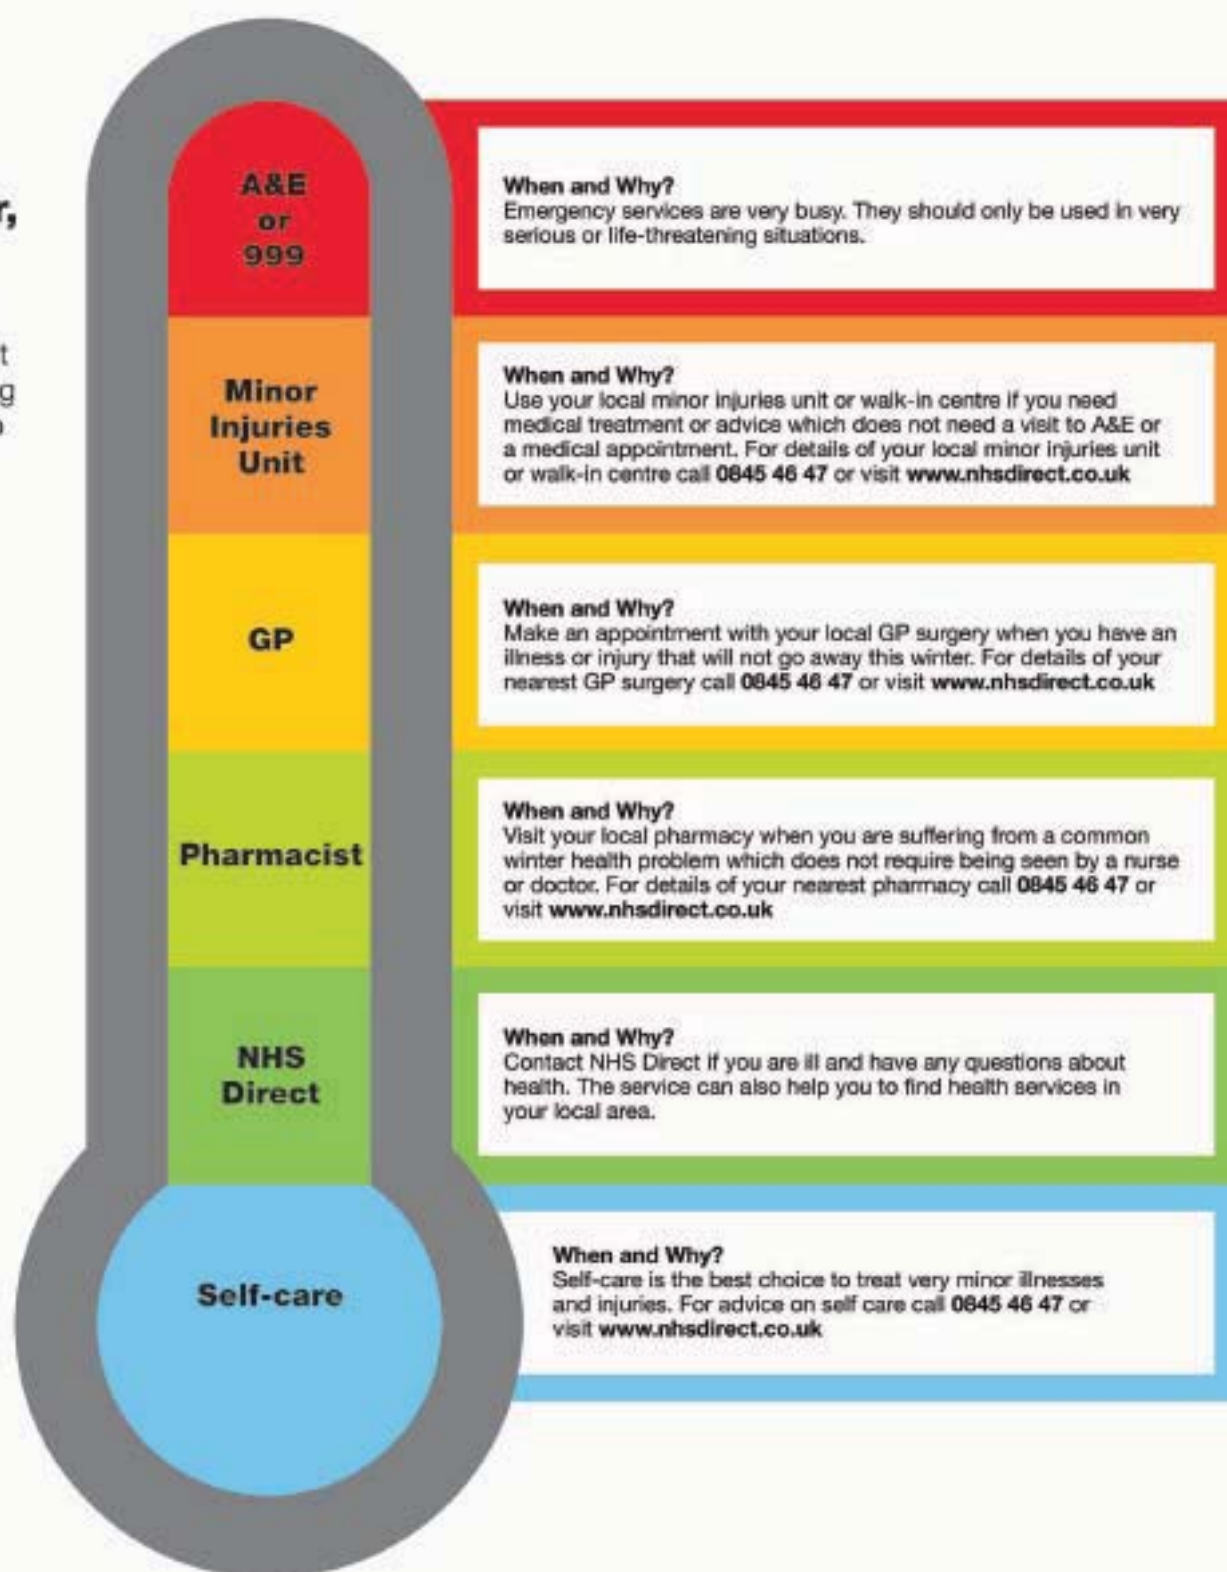 r,
t
g
A&E
or
999
When and Why?
Emergency services are very busy. They should only be used in very
serious or life-threatening situations.
Minor
Injuries
Unit
When and Why?
Use your local minor injuries unit or walk-in centre if you need
medical treatment or advice which does not need a visit to A&E or
a medical appointment. For details of your local minor injuries unit
or walk-in centre call 0845 46 47 or visit www.nhsdirect.co.uk
GP
When and Why?
Make an appointment with your local GP surgery when you have an
illness or injury that will not go away this winter. For details of your
nearest GP surgery call 0845 46 47 or visit www.nhsdirect.co.uk
Pharmacist
When and Why?
Visit your local pharmacy when you are suffering from a common
winter health problem which does not require being seen by a nurse
or doctor. For details of your nearest pharmacy call 0845 46 47 or
visit www.nhsdirect.co.uk
NHS
Direct
When and Why?
Contact NHS Direct if you are ill and have any questions about
health. The service can also help you to find health services in
your local area.
Self-care
When and Why?
Self-care is the best choice to treat very minor illnesses
and injuries. For advice on self care call 0845 46 47 or
visit www.nhsdirect.co.uk